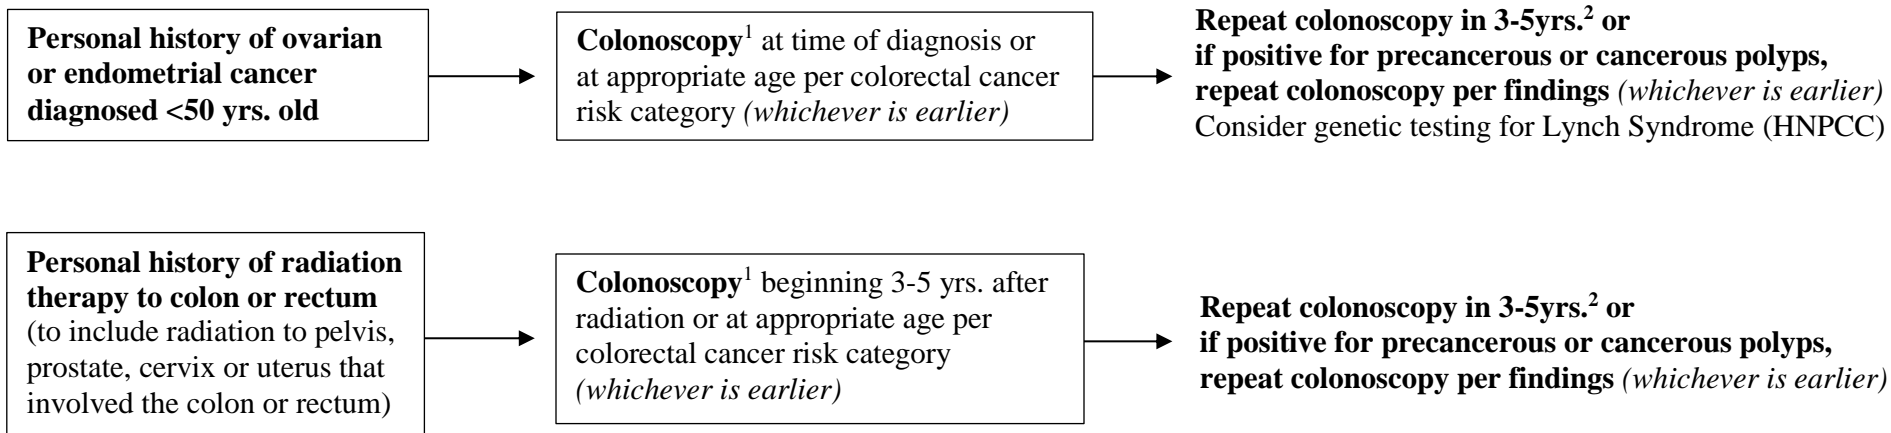 Personal history of ovarian
or endometrial cancer
diagnosed <50 yrs. old
Colonoscopy1 at time of diagnosis or
at appropriate age per colorectal cancer
risk category (whichever is earlier)
Repeat colonoscopy in 3-5yrs.2 or
if positive for precancerous or cancerous polyps,
repeat colonoscopy per findings (whichever is earlier)
Consider genetic testing for Lynch Syndrome (HNPCC)
Personal history of radiation
therapy to colon or rectum
(to include radiation to pelvis,
prostate, cervix or uterus that
involved the colon or rectum)
Colonoscopy1 beginning 3-5 yrs. after
radiation or at appropriate age per
colorectal cancer risk category
(whichever is earlier)
Repeat colonoscopy in 3-5yrs.2 or
if positive for precancerous or cancerous polyps,
repeat colonoscopy per findings (whichever is earlier)